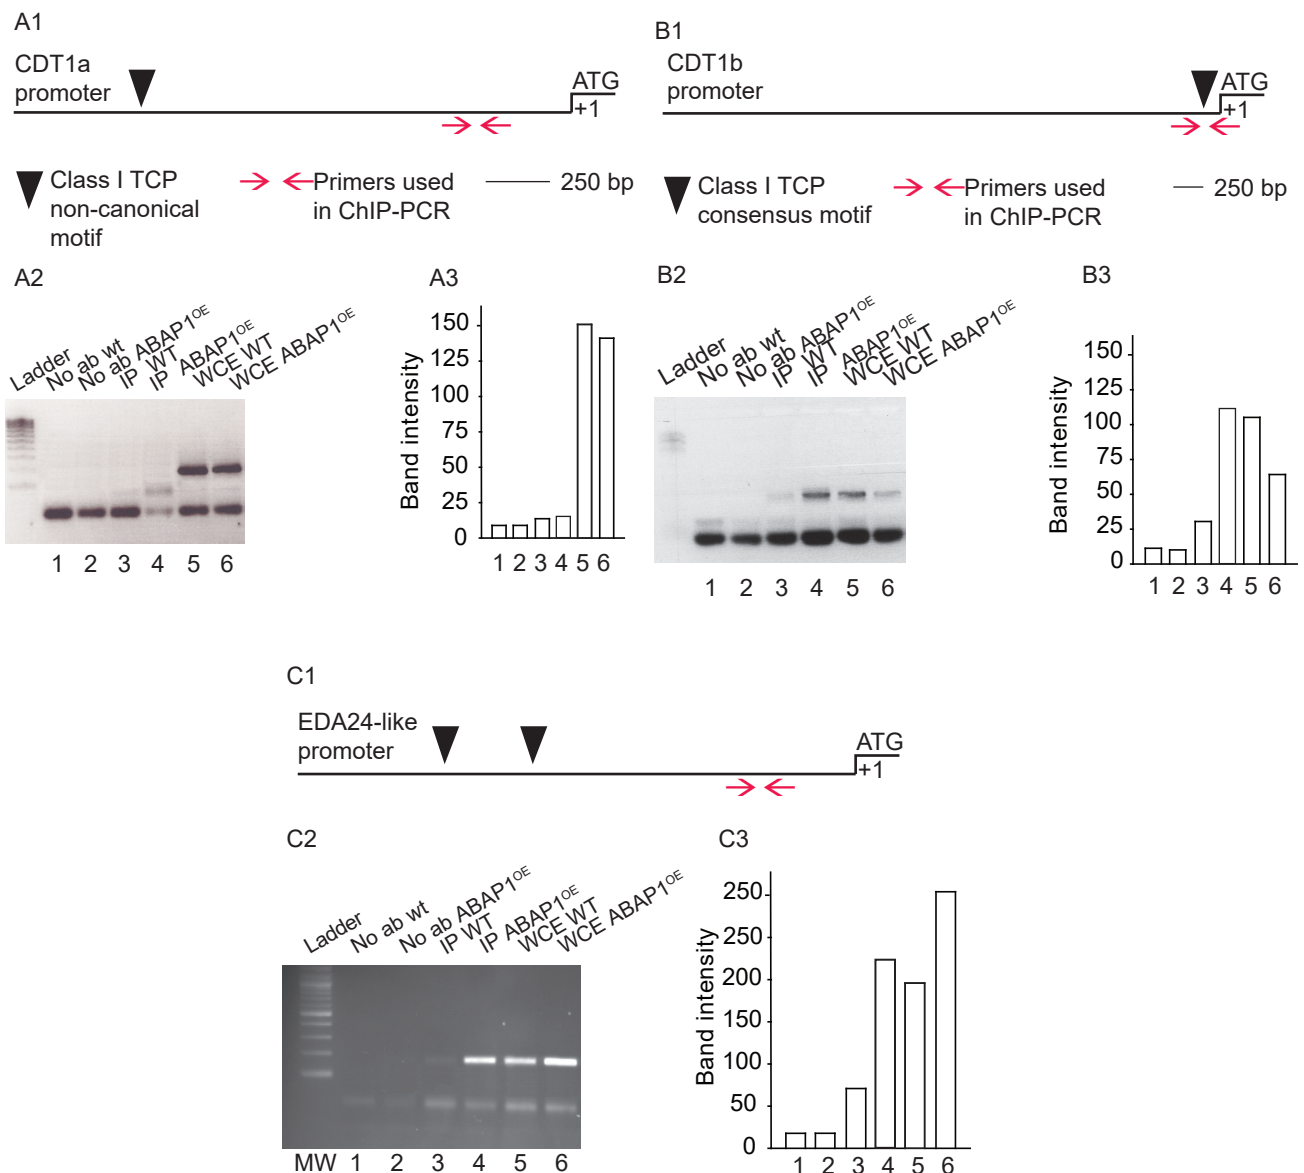 A1
CDT1a
promoter
ATG
+1
B1
CDT1b
promoter
ATG
+1
Class I TCP
non-canonical
motif
Primers used
in ChIP-PCR
250 bp
Class I TCP
consensus motif
Primers used
in ChIP-PCR
250 bp
A2
Ladder
No ab wt
No ab ABAP1OE
IP WT
IP ABAP1OE
WCE WT
WCE ABAP1OE
1 2 3 4 5 6
A3
Band intensity
150
125
100
75
50
25
0
1 2 3 4 5 6
B2
Ladder
No ab wt
No ab ABAP1OE
IP WT
IP ABAP1OE
WCE WT
WCE ABAP1OE
1 2 3 4 5 6
B3
Band intensity
150
125
100
75
50
25
0
1 2 3 4 5 6
C1
EDA24-like
promoter
ATG
+1
C2
Ladder
No ab wt
No ab ABAP1OE
IP WT
IP ABAP1OE
WCE WT
WCE ABAP1OE
MW 1 2 3 4 5 6
C3
Band intensity
250
200
150
100
50
0
1 2 3 4 5 6